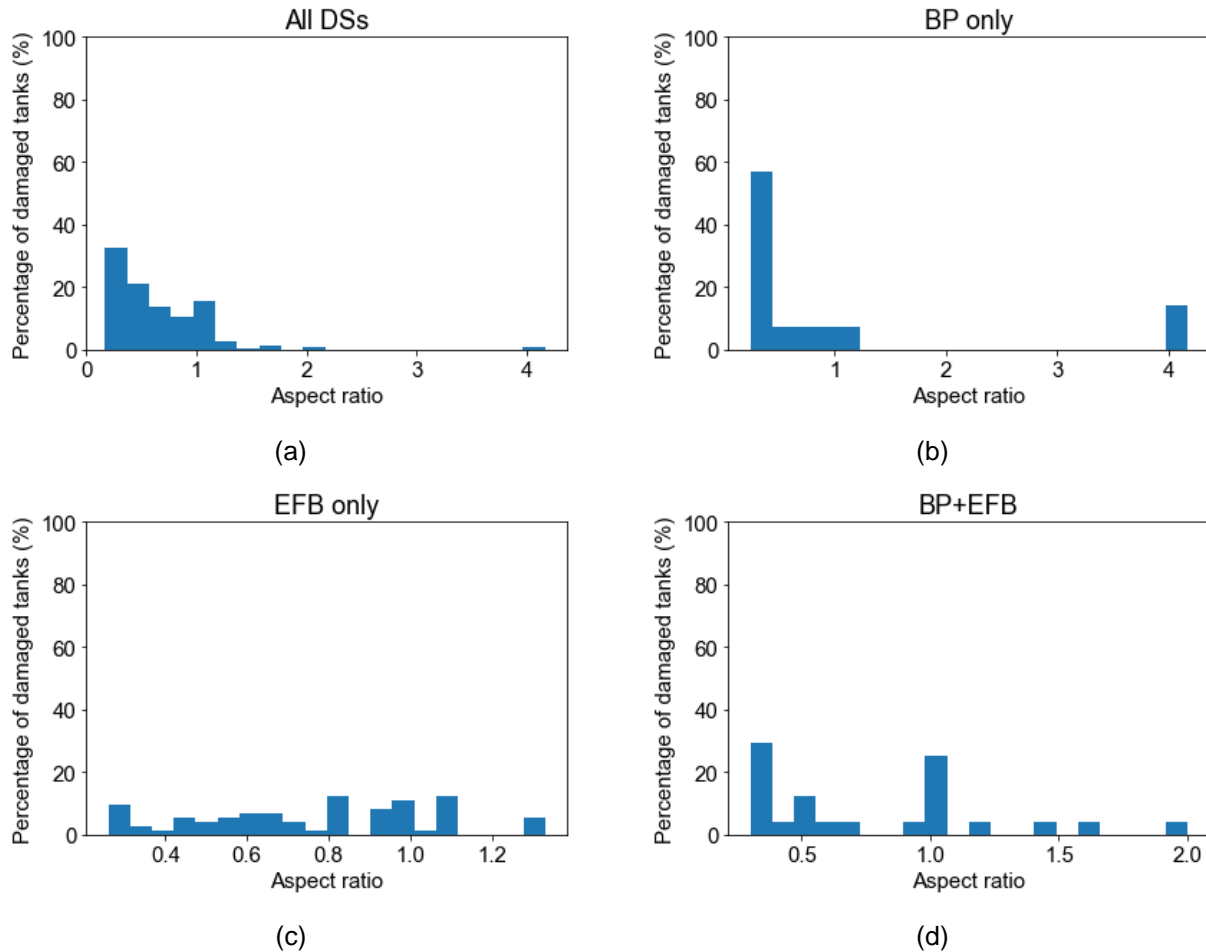 All DSs
Percentage of damaged tanks (%)
100
80
60
40
20
0
0 1 2 3 4
Aspect ratio
(a)
BP only
Percentage of damaged tanks (%)
100
80
60
40
20
0
1 2 3 4
Aspect ratio
(b)
EFB only
Percentage of damaged tanks (%)
100
80
60
40
20
0
0.4 0.6 0.8 1.0 1.2
Aspect ratio
(c)
BP+EFB
Percentage of damaged tanks (%)
100
80
60
40
20
0
0.5 1.0 1.5 2.0
Aspect ratio
(d)